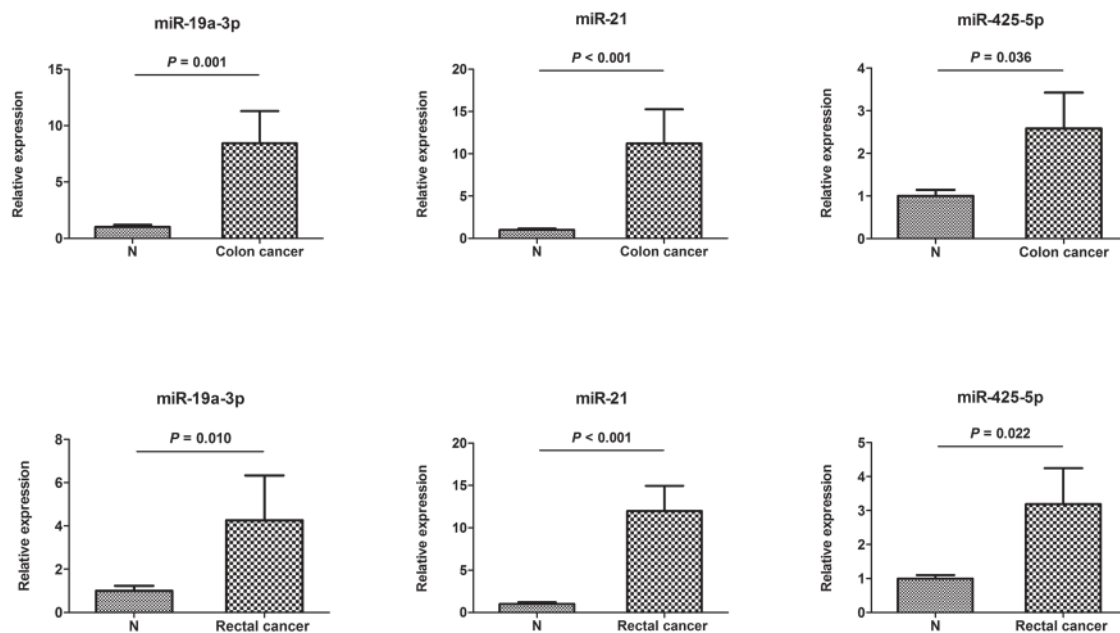 miR-19a-3p
P = 0.001
15
10
5
0
Relative expression
N
Colon cancer
miR-21
P < 0.001
20
15
10
5
0
Relative expression
N
Colon cancer
miR-425-5p
P = 0.036
4
3
2
1
0
Relative expression
N
Colon cancer
miR-19a-3p
P = 0.010
8
6
4
2
0
Relative expression
N
Rectal cancer
miR-21
P < 0.001
20
15
10
5
0
Relative expression
N
Rectal cancer
miR-425-5p
P = 0.022
5
4
3
2
1
0
Relative expression
N
Rectal cancer